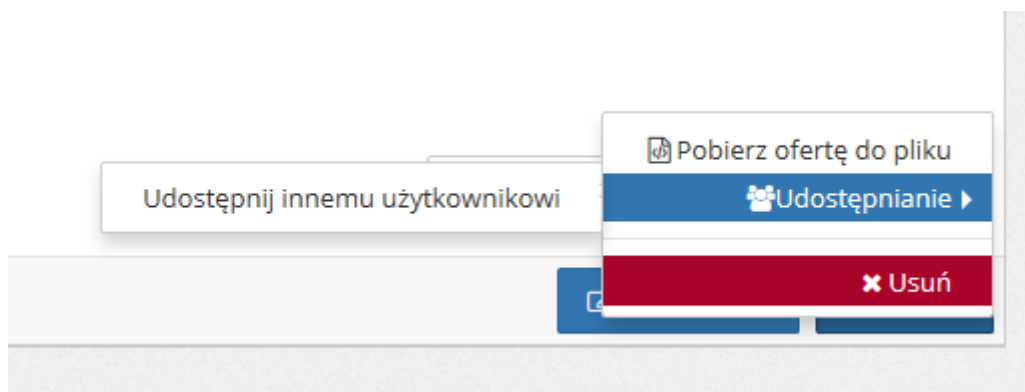 Pobierz ofertę do pliku
Udostępnij innemu użytkownikowi
Udostępnianie
Usuń